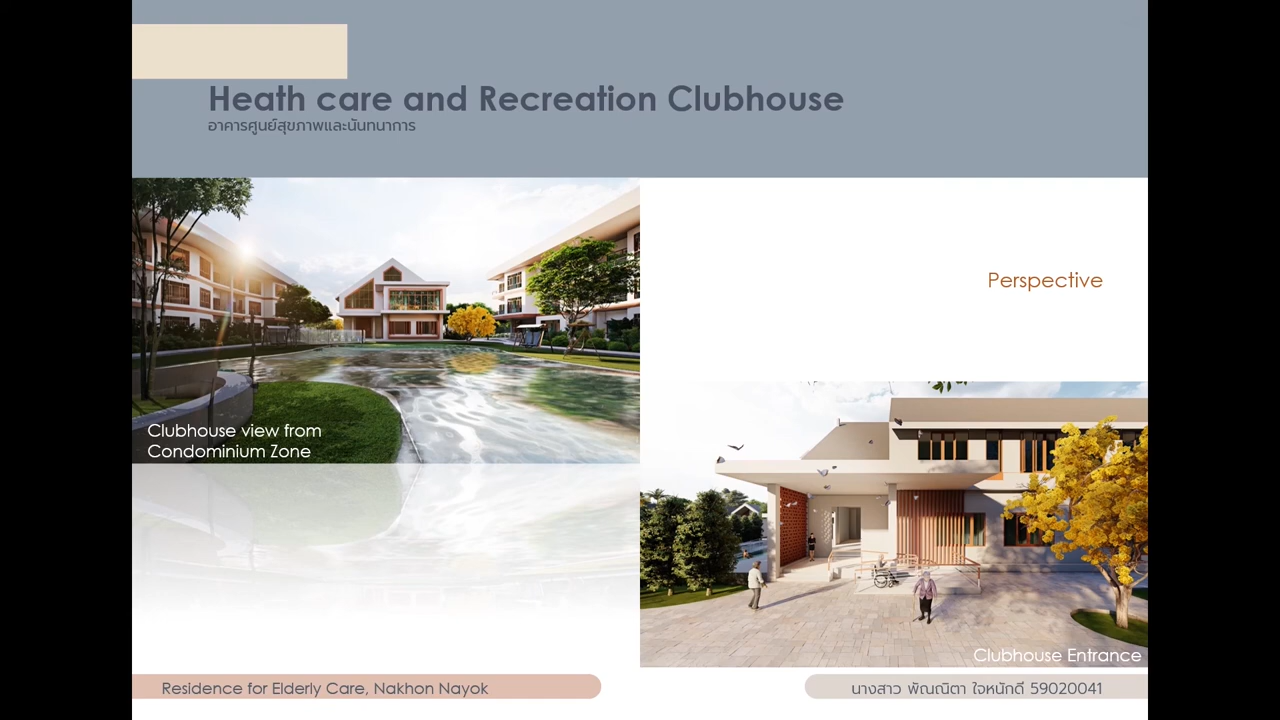 Heath care and Recreation Clubhouse
อาคารศูนย์สุขภาพและนันทนาการ
Perspective
Clubhouse view from
Condominium Zone
Clubhouse Entrance
Residence for Elderly Care, Nakhon Nayok
นางสาว พัณณิตา ใจหนักดี 59020041